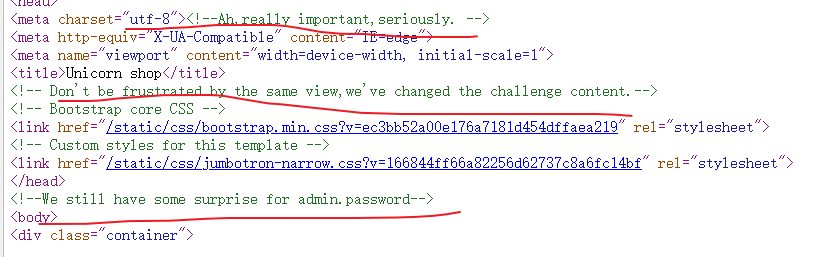 <head>
<meta charset="utf-8"><!--Ah,really important,seriously. -->
<meta http-equiv="X-UA-Compatible" content="IE=edge">
<meta name="viewport" content="width=device-width, initial-scale=1">
<title>Unicorn shop</title>
<!-- Don't be frustrated by the same view,we've changed the challenge content.-->
<!-- Bootstrap core CSS -->
<link href="/static/css/bootstrap.min.css?v=ec3bb52a00e176a7181d454dffaea219" rel="stylesheet">
<!-- Custom styles for this template -->
<link href="/static/css/jumbotron-narrow.css?v=166844ff66a82256d62737c8a6fc14bf" rel="stylesheet">
</head>
<!--We still have some surprise for admin.password-->
<body>
<div class="container">